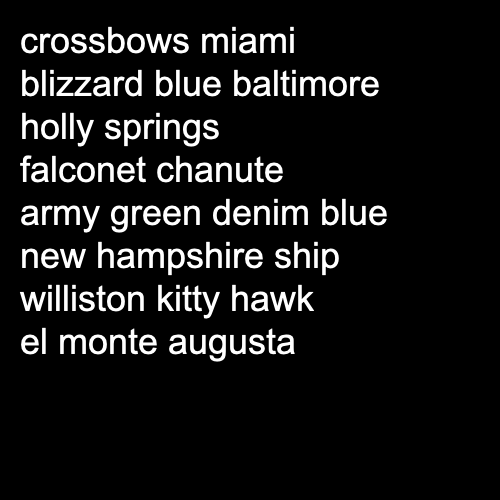 crossbows miami
blizzard blue baltimore
holly springs
falconet chanute
army green denim blue
new hampshire ship
williston kitty hawk
el monte augusta